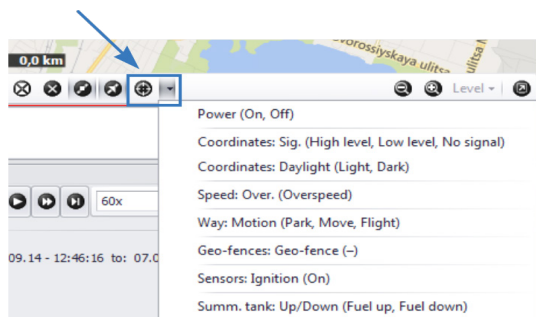 ovorossiyskaya ulitsa
ulitsa
0,0 km
Level
Power (On, Off)
Coordinates: Sig. (High level, Low level, No signal)
Coordinates: Daylight (Light, Dark)
Speed: Over. (Overspeed)
60x
Way: Motion (Park, Move, Flight)
09.14 - 12:46:16 to: 07.0
Geo-fences: Geo-fence (–)
Sensors: Ignition (On)
Summ. tank: Up/Down (Fuel up, Fuel down)